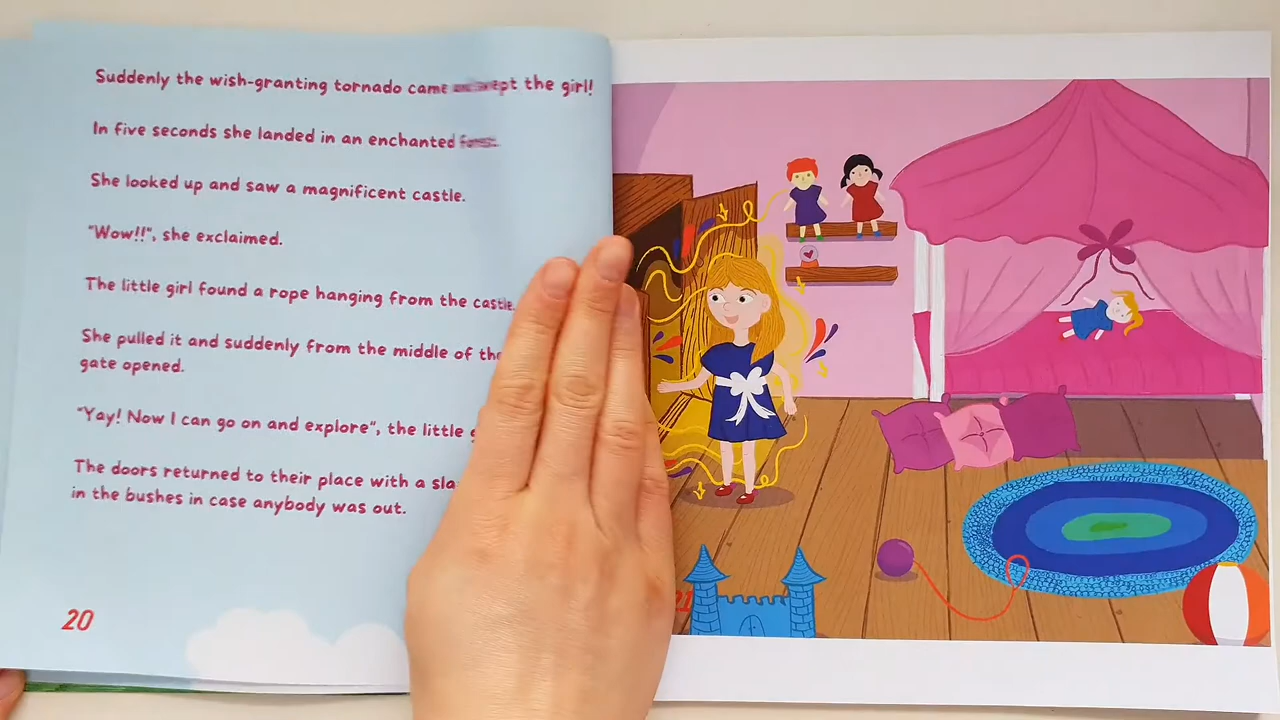 Suddenly the wish-granting tornado came the girl!
In five seconds she landed in an enchanted
She looked up and saw a magnificent castle.
"Wow!!", she exclaimed.
The little girl found a rope hanging from the castle.
She pulled it and suddenly from the middle of the
gate opened.
"Yay! Now I can go on and explore", the little
The doors returned to their place with a
in the bushes in case anybody was out.
20
21